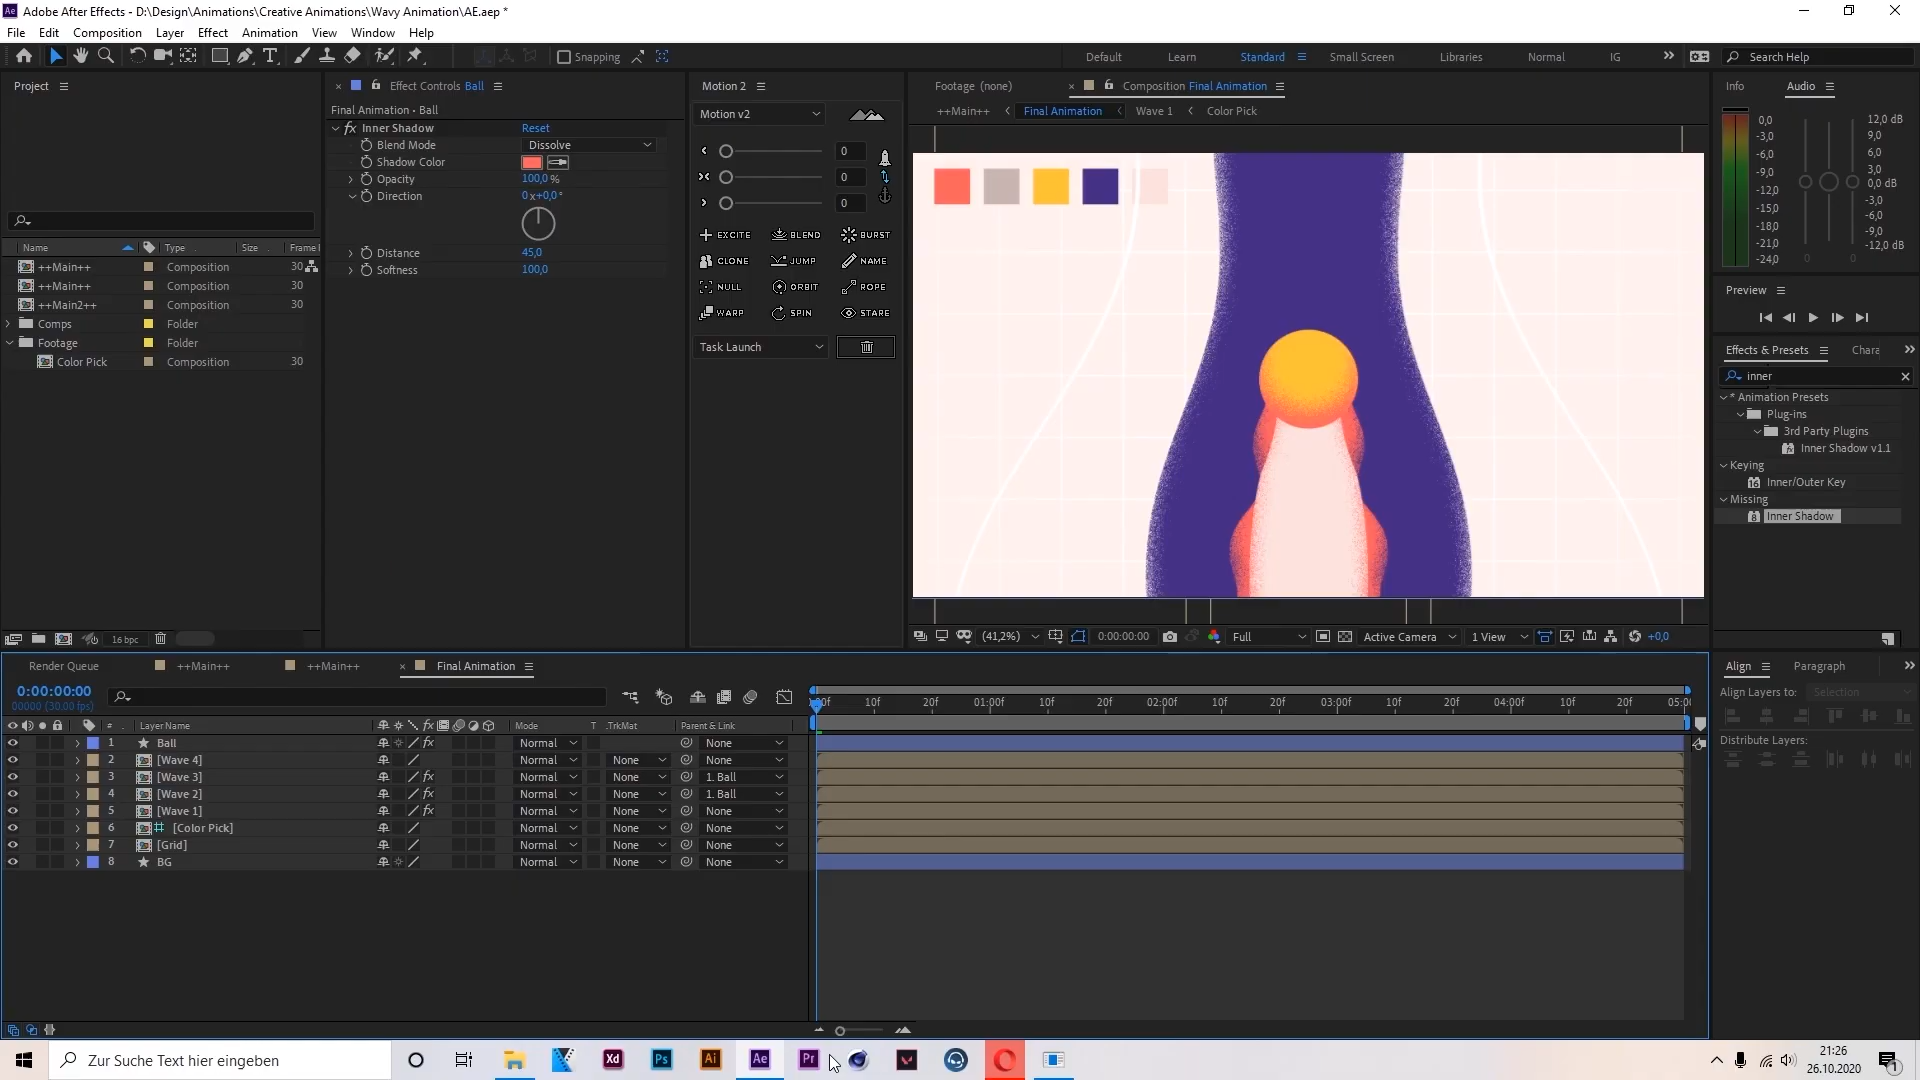 Adobe After Effects - D:\Design\Animations\Creative Animations\Wavy Animation\AE.aep *
File Edit Composition Layer Effect Animation View Window Help
Snapping Default Learn Standard Small Screen Libraries Normal IG Search Help
Project
Name Type Size Frame
++Main++ Composition 30
++Main++ Composition 30
++Main2++ Composition 30
Comps Folder
Footage Folder
Color Pick Composition 30
16 bpc
Effect Controls Ball
Final Animation • Ball
fx Inner Shadow Reset
Blend Mode Dissolve
Shadow Color
Opacity 100,0 %
Direction 0x+0,0°
Distance 45,0
Softness 100,0
Motion 2
Motion v2
0
0
0
EXCITE BLEND BURST
CLONE JUMP NAME
NULL ORBIT ROPE
WARP SPIN STARE
Task Launch
Footage (none) Composition Final Animation
++Main++ Final Animation Wave 1 Color Pick
(41,2%) 0:00:00:00 Full Active Camera 1 View +0,0
Info Audio
0,0 12,0 dB
-3,0 9,0
-6,0 6,0
-9,0 3,0
-12,0 0,0 dB
-15,0 -3,0
-18,0 -6,0
-21,0 -9,0
-24,0 -12,0 dB
0 0
Preview
Effects & Presets Chara
inner
* Animation Presets
Plug-ins
3rd Party Plugins
Inner Shadow v1.1
Keying
Inner/Outer Key
Missing
Inner Shadow
Align Paragraph
Align Layers to: Selection
Distribute Layers:
Render Queue ++Main++ ++Main++ Final Animation
0:00:00:00
00000 (30.00 fps)
10f 20f 01:00f 10f 20f 02:00f 10f 20f 03:00f 10f 20f 04:00f 10f 20f
# Layer Name fx Mode T .TrkMat Parent & Link
1 Ball fx Normal None
2 [Wave 4] Normal None None
3 [Wave 3] fx Normal None 1. Ball
4 [Wave 2] fx Normal None 1. Ball
5 [Wave 1] fx Normal None None
6 [Color Pick] Normal None None
7 [Grid] Normal None None
8 BG Normal None None
Zur Suche Text hier eingeben Xd Ps Ai Ae Pr
21:26
26.10.2020
1